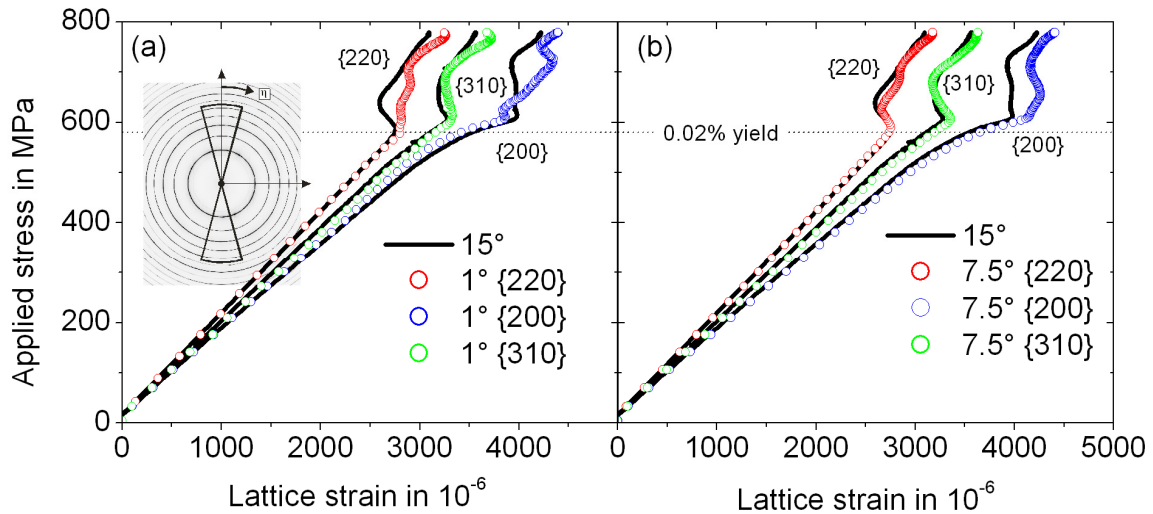 Applied stress in MPa
800
600
400
200
0
(a)
η
{220}
{310}
{200}
15°
1° {220}
1° {200}
1° {310}
0 1000 2000 3000 4000
Lattice strain in 10-6
(b)
{220}
{310}
{200}
0.02% yield
15°
7.5° {220}
7.5° {200}
7.5° {310}
0 1000 2000 3000 4000 5000
Lattice strain in 10-6